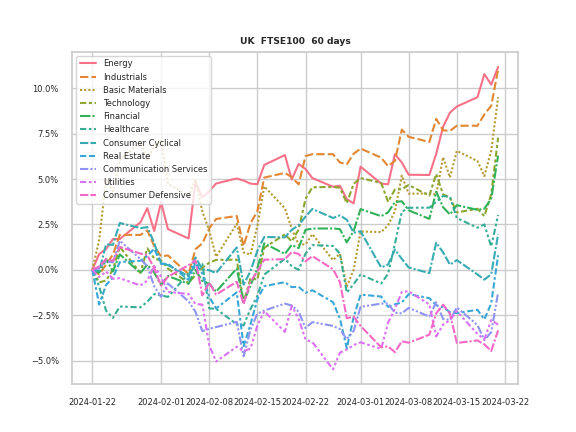 UK  FTSE100  60 days
Energy
Industrials
Basic Materials
Technology
Financial
Healthcare
Consumer Cyclical
Real Estate
Communication Services
Utilities
Consumer Defensive
10.0%
7.5%
5.0%
2.5%
0.0%
−2.5%
−5.0%
2024-01-22 2024-02-01 2024-02-08 2024-02-15 2024-02-22 2024-03-01 2024-03-08 2024-03-15 2024-03-22